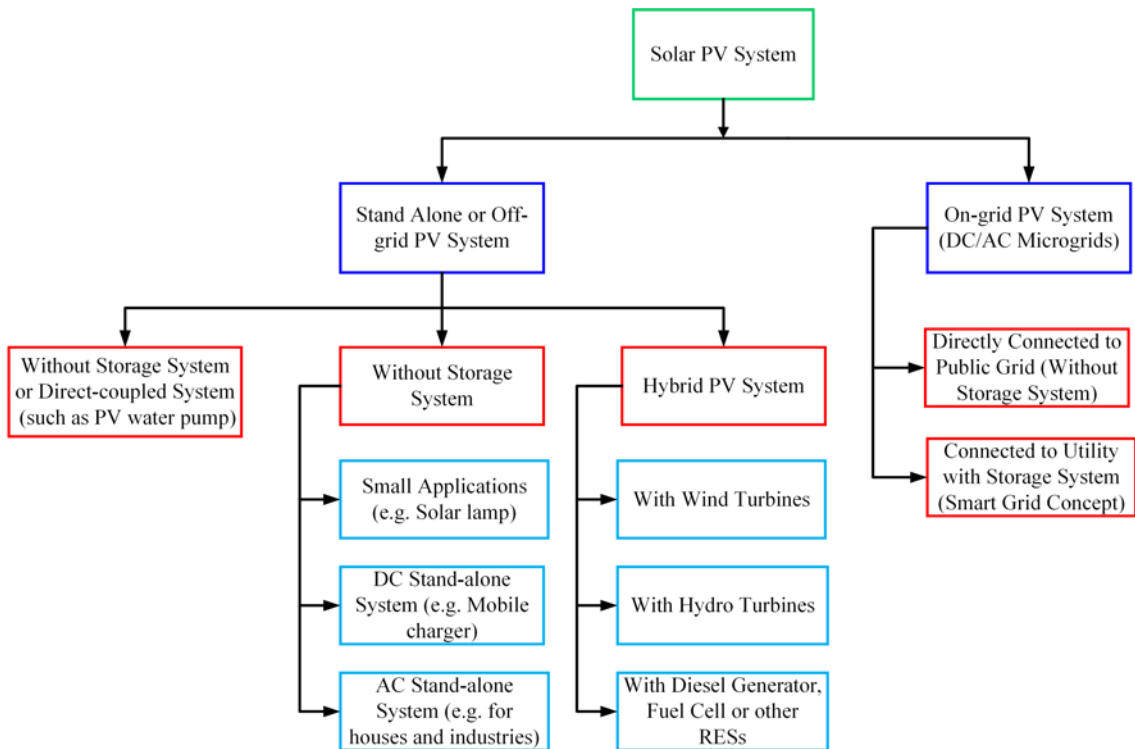 Solar PV System
Stand Alone or Off-
grid PV System
On-grid PV System
(DC/AC Microgrids)
Without Storage System
or Direct-coupled System
(such as PV water pump)
Without Storage
System
Hybrid PV System
Directly Connected to
Public Grid (Without
Storage System)
Small Applications
(e.g. Solar lamp)
With Wind Turbines
Connected to Utility
with Storage System
(Smart Grid Concept)
DC Stand-alone
System (e.g. Mobile
charger)
With Hydro Turbines
AC Stand-alone
System (e.g. for
houses and industries)
With Diesel Generator,
Fuel Cell or other
RESs